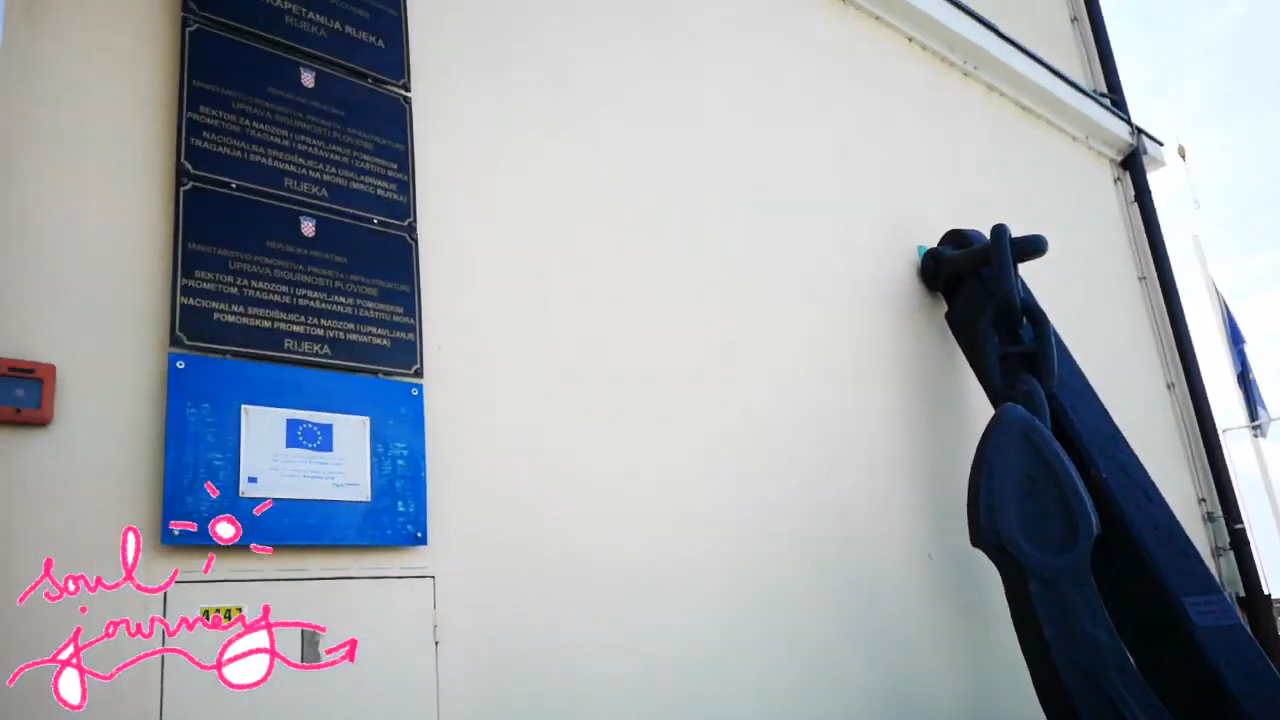 KAPETANIJA RIJEKA
RIJEKA
REPUBLIKA HRVATSKA
MINISTARSTVO POMORSTVA, PROMETA I INFRASTRUKTURE
UPRAVA SIGURNOSTI PLOVIDBE
SEKTOR ZA NADZOR I UPRAVLJANJE POMORSKIM
PROMETOM, TRAGANJE I SPAŠAVANJE I ZAŠTITU MORA
NACIONALNA SREDIŠNJICA ZA USKLAĐIVANJE
TRAGANJA I SPAŠAVANJA NA MORU (MRCC RIJEKA)
RIJEKA
REPUBLIKA HRVATSKA
MINISTARSTVO POMORSTVA, PROMETA I INFRASTRUKTURE
UPRAVA SIGURNOSTI PLOVIDBE
SEKTOR ZA NADZOR I UPRAVLJANJE POMORSKIM
PROMETOM, TRAGANJE I SPAŠAVANJE I ZAŠTITU MORA
NACIONALNA SREDIŠNJICA ZA NADZOR I UPRAVLJANJE
POMORSKIM PROMETOM (VTS HRVATSKA)
RIJEKA
soul
journey